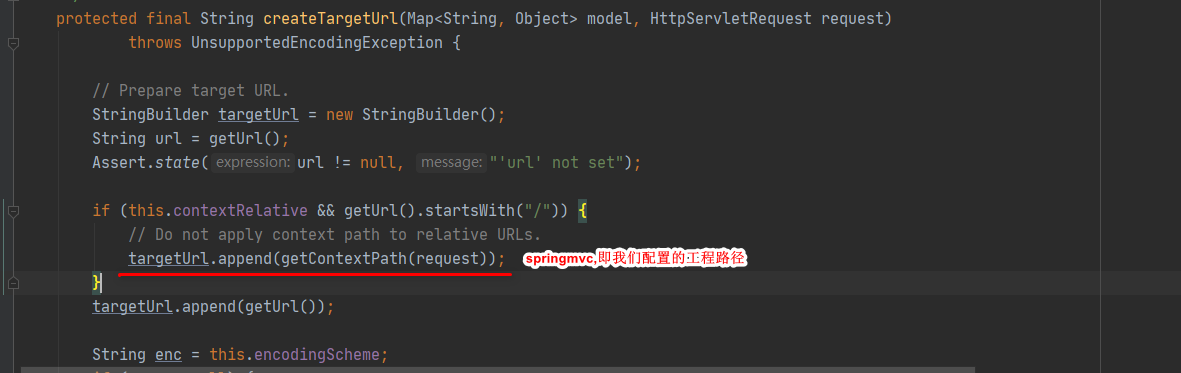 protected final String createTargetUrl(Map<String, Object> model, HttpServletRequest request)
throws UnsupportedEncodingException {
// Prepare target URL.
StringBuilder targetUrl = new StringBuilder();
String url = getUrl();
Assert.state( expression: url != null, message: "'url' not set");
if (this.contextRelative && getUrl().startsWith("/")) {
// Do not apply context path to relative URLs.
targetUrl.append(getContextPath(request)); springmvc,即我们配置的工程路径
}
targetUrl.append(getUrl());
String enc = this.encodingScheme;